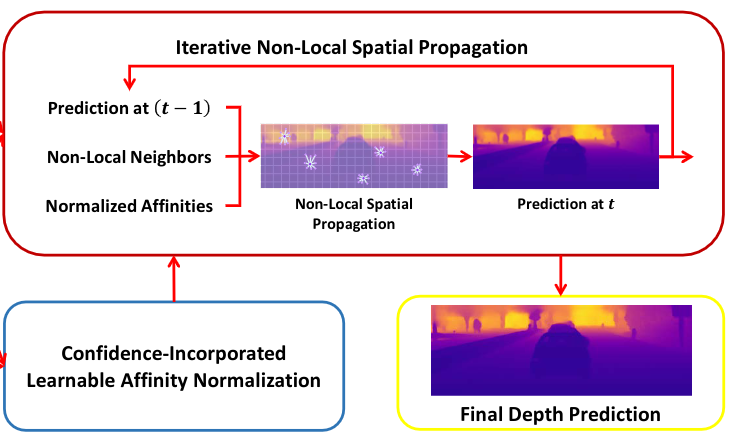 Iterative Non-Local Spatial Propagation
Prediction at (t − 1)
Non-Local Neighbors
Normalized Affinities
Non-Local Spatial
Propagation
Prediction at t
Confidence-Incorporated
Learnable Affinity Normalization
Final Depth Prediction